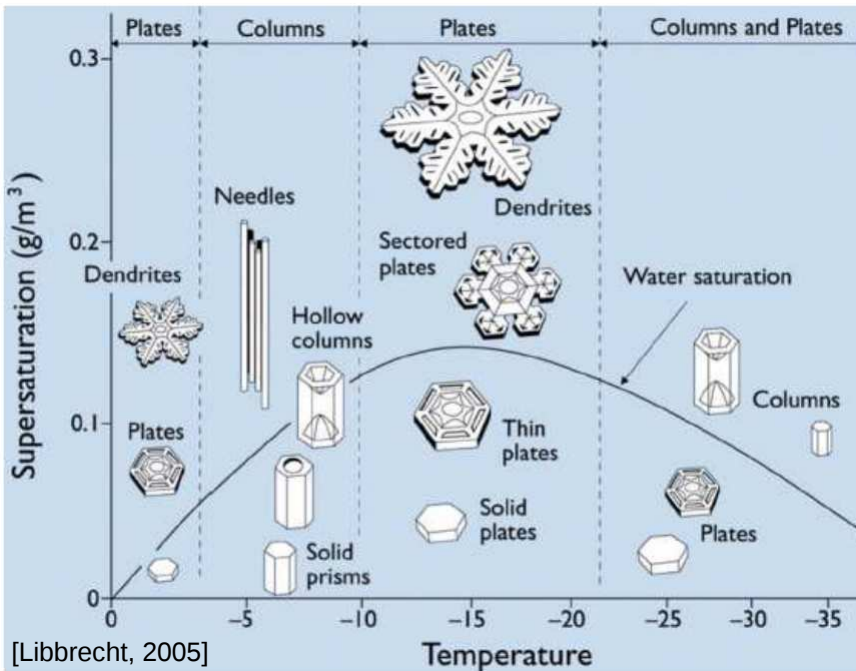 Plates
Columns
Plates
Columns and Plates
0.3
Supersaturation (g/m³)
Needles
Dendrites
0.2
Sectored
plates
Dendrites
Water saturation
Hollow
columns
0.1
Plates
Thin
plates
Columns
Solid
plates
Plates
Solid
prisms
0
0
−5
−10
−15
−20
−25
−30
−35
[Libbrecht, 2005]
Temperature